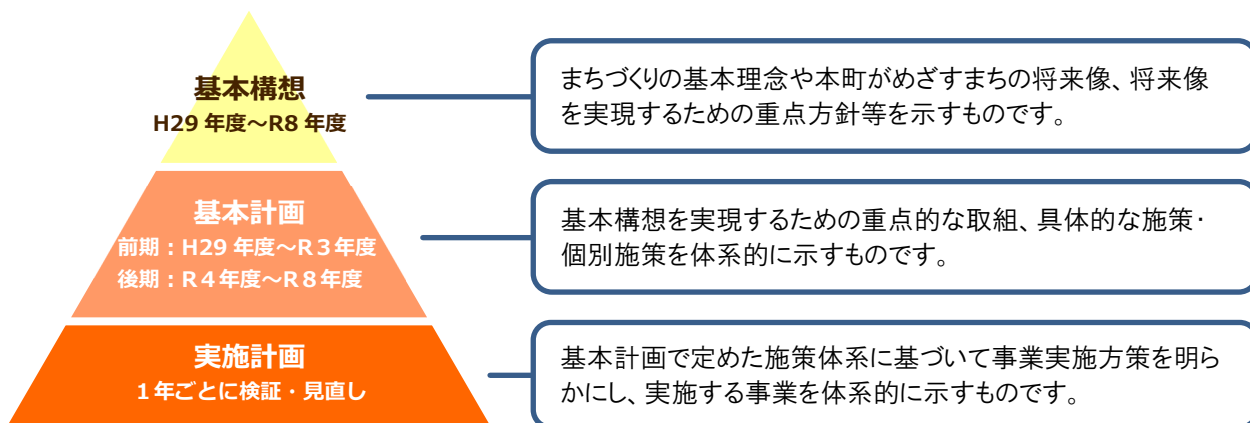 基本構想
H29 年度～R8 年度
まちづくりの基本理念や本町がめざすまちの将来像、将来像
を実現するための重点方針等を示すものです。
基本計画
前期：H29 年度～R３年度
後期：R４年度～R８年度
基本構想を実現するための重点的な取組、具体的な施策・
個別施策を体系的に示すものです。
実施計画
１年ごとに検証・見直し
基本計画で定めた施策体系に基づいて事業実施方策を明ら
かにし、実施する事業を体系的に示すものです。